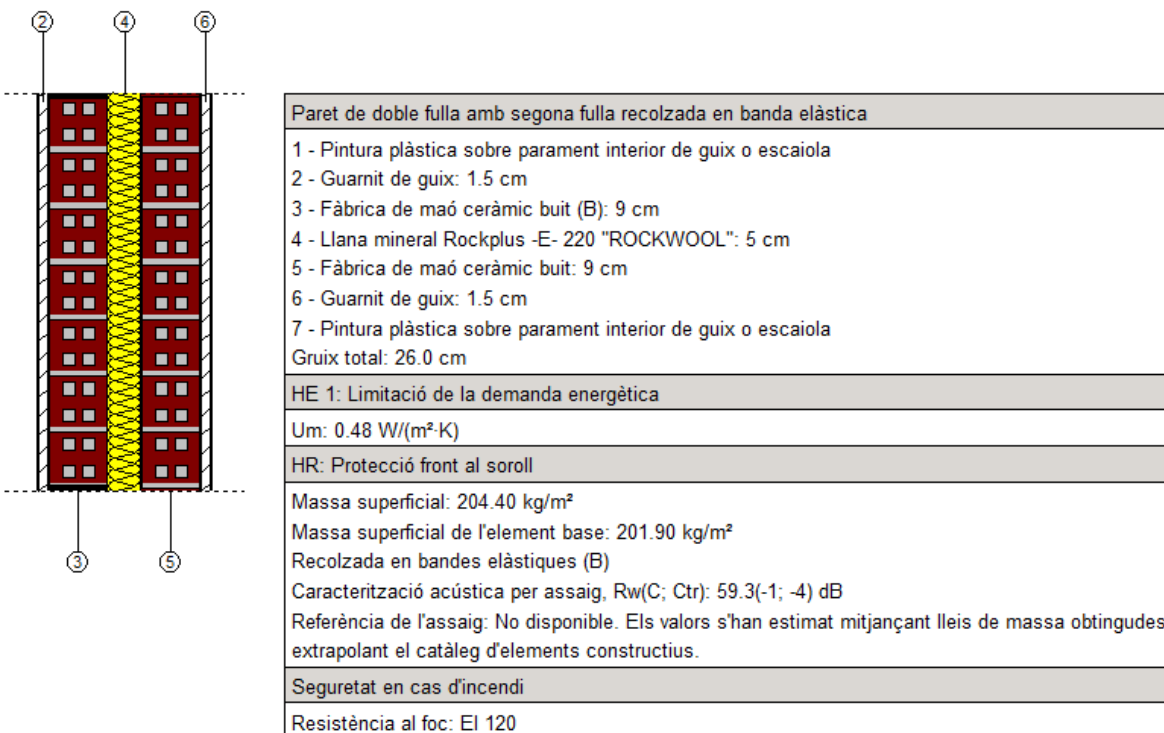 2 4 6
Paret de doble fulla amb segona fulla recolzada en banda elàstica
1 - Pintura plàstica sobre parament interior de guix o escaiola
2 - Guarnit de guix: 1.5 cm
3 - Fàbrica de maó ceràmic buit (B): 9 cm
4 - Llana mineral Rockplus -E- 220 "ROCKWOOL": 5 cm
5 - Fàbrica de maó ceràmic buit: 9 cm
6 - Guarnit de guix: 1.5 cm
7 - Pintura plàstica sobre parament interior de guix o escaiola
Gruix total: 26.0 cm
HE 1: Limitació de la demanda energètica
Um: 0.48 W/(m²·K)
HR: Protecció front al soroll
Massa superficial: 204.40 kg/m²
Massa superficial de l'element base: 201.90 kg/m²
Recolzada en bandes elàstiques (B)
Caracterització acústica per assaig, Rw(C; Ctr): 59.3(-1; -4) dB
Referència de l'assaig: No disponible. Els valors s'han estimat mitjançant lleis de massa obtingudes
extrapolant el catàleg d'elements constructius.
Seguretat en cas d'incendi
Resistència al foc: EI 120
3 5